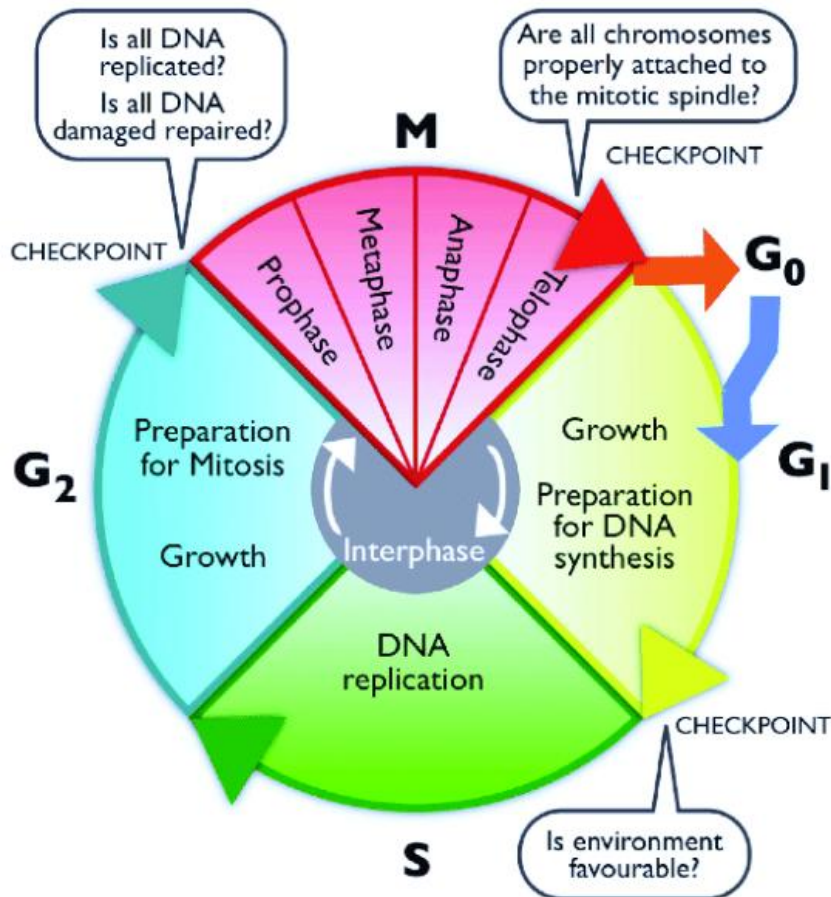 Is all DNA
replicated?
Is all DNA
damaged repaired?
Are all chromosomes
properly attached to
the mitotic spindle?
M
CHECKPOINT
CHECKPOINT
Prophase
Metaphase
Anaphase
Telophase
G₀
G₂
Preparation
for Mitosis
Growth
Growth
Preparation
for DNA
synthesis
G₁
Interphase
DNA
replication
CHECKPOINT
S
Is environment
favourable?